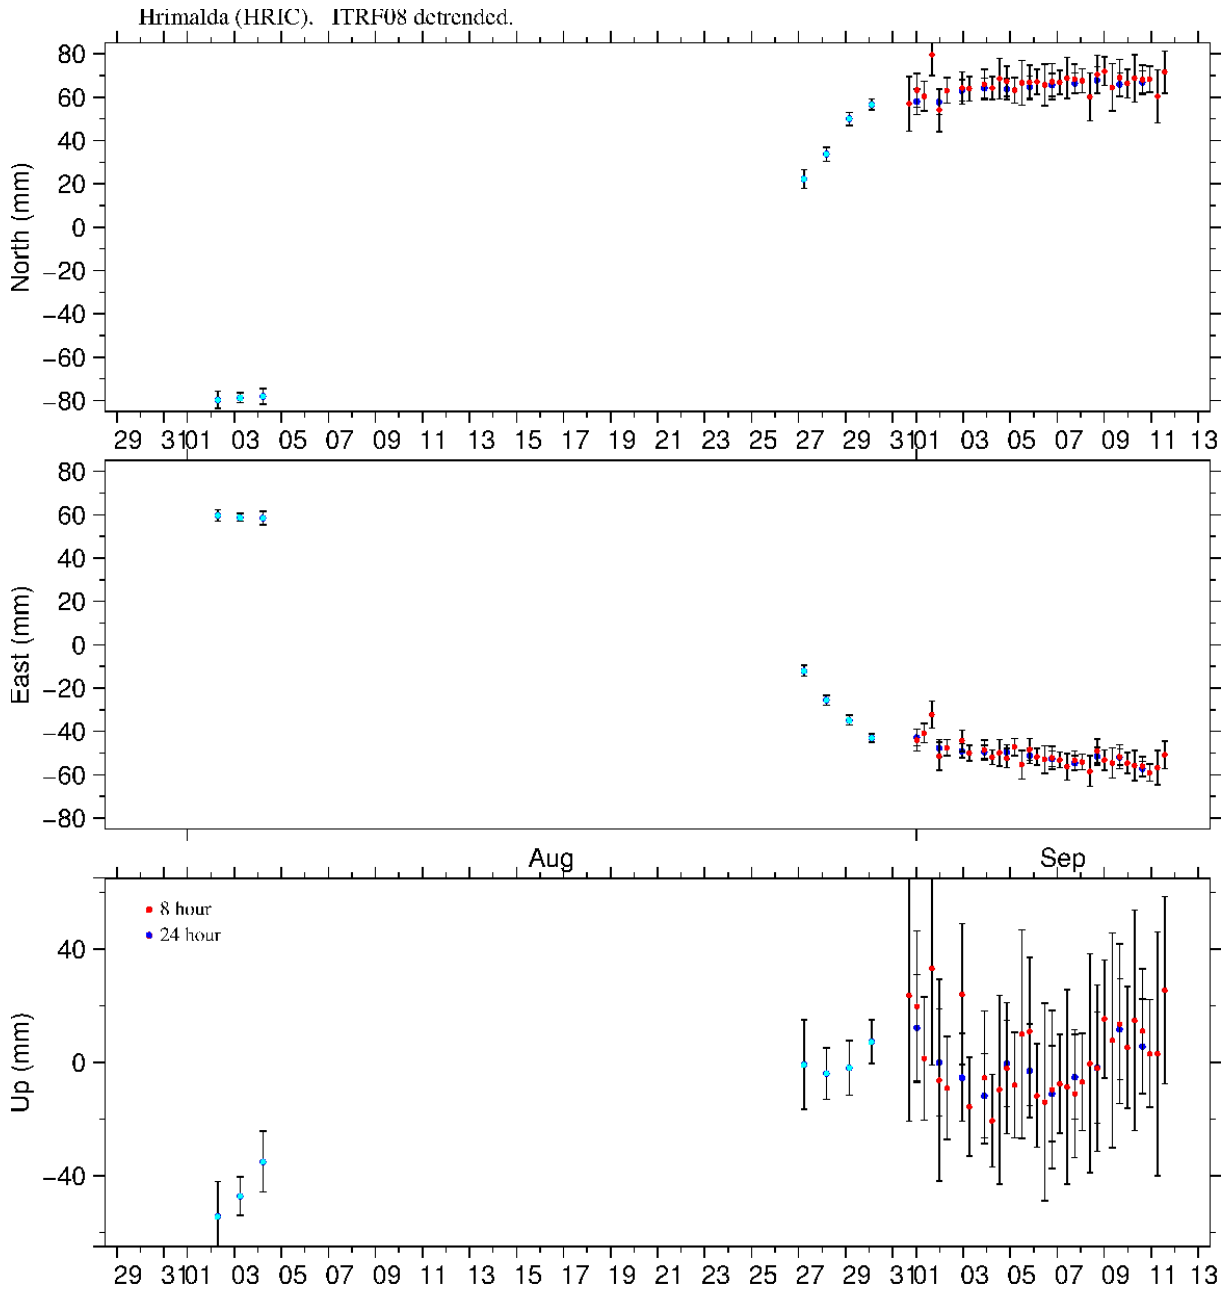 Hrimalda (HRIC). ITRF08 detrended.
80
60
40
20
0
−20
−40
−60
−80
North (mm)
29 31 01 03 05 07 09 11 13 15 17 19 21 23 25 27 29 31 01 03 05 07 09 11 13
80
60
40
20
0
−20
−40
−60
−80
East (mm)
Aug Sep
8 hour
24 hour
40
0
−40
Up (mm)
29 31 01 03 05 07 09 11 13 15 17 19 21 23 25 27 29 31 01 03 05 07 09 11 13